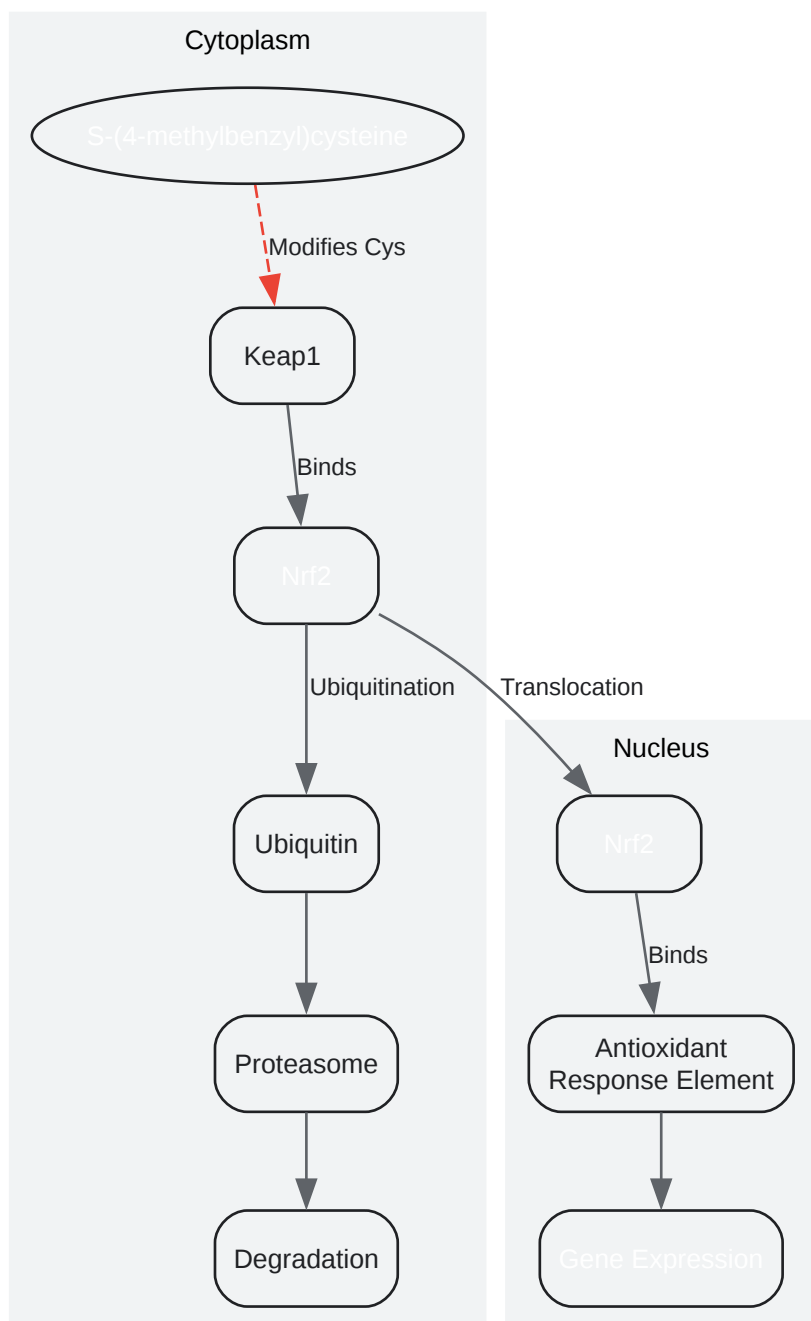 Cytoplasm
S-(4-methylbenzyl)cysteine
Modifies Cys
Keap1
Binds
Nrf2
Ubiquitination
Translocation
Nucleus
Ubiquitin
Nrf2
Binds
Proteasome
Antioxidant
Response Element
Degradation
Gene Expression